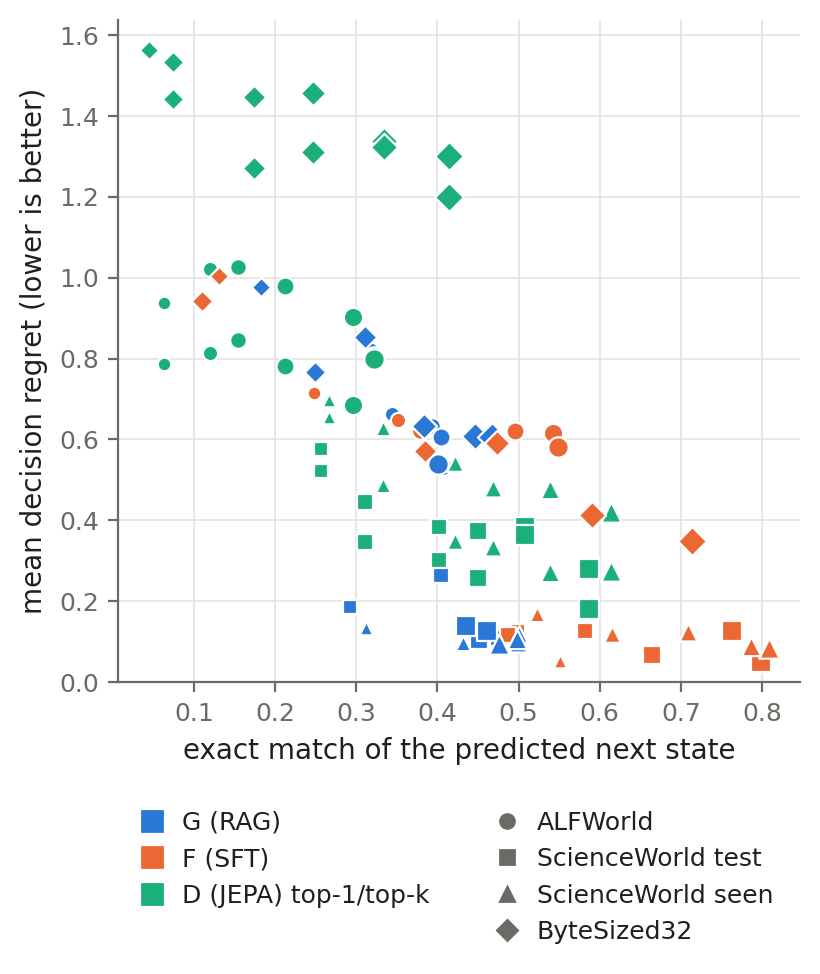 mean decision regret (lower is better)
1.6
1.4
1.2
1.0
0.8
0.6
0.4
0.2
0.0
0.1 0.2 0.3 0.4 0.5 0.6 0.7 0.8
exact match of the predicted next state
G (RAG)
F (SFT)
D (JEPA) top-1/top-k
ALFWorld
ScienceWorld test
ScienceWorld seen
ByteSized32